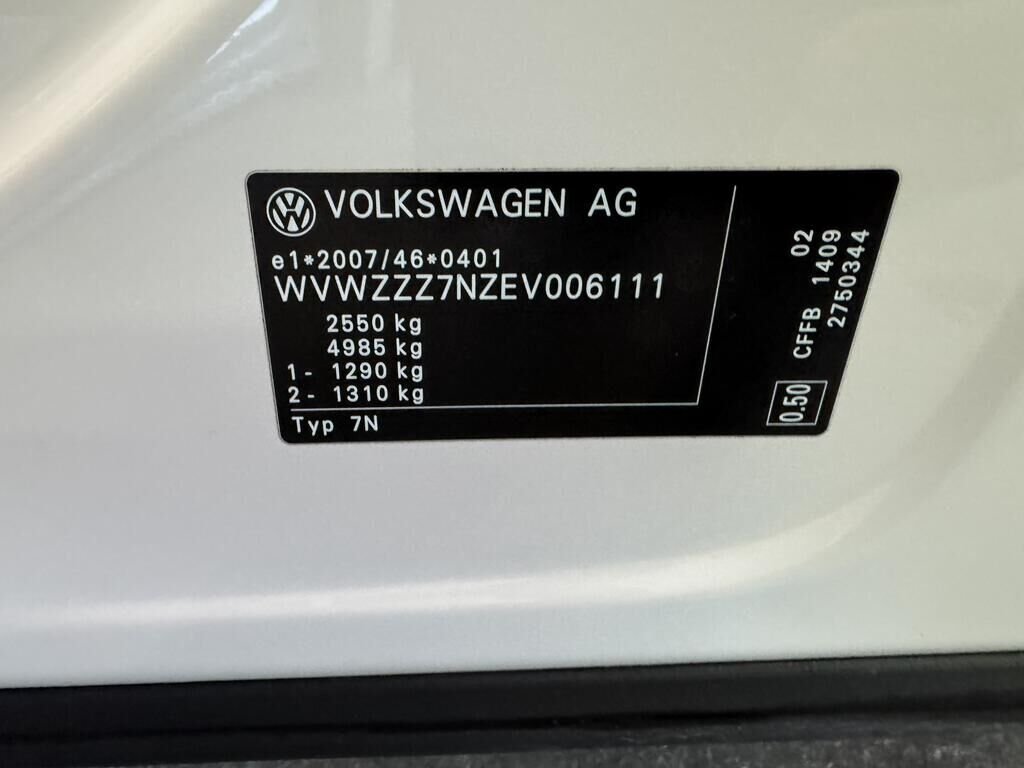 VOLKSWAGEN AG
e1*2007/46*0401
WVWZZZ7NZEV006111
2550 kg
4985 kg
1- 1290 kg
2- 1310 kg
Typ 7N
0.50
CFFB 1409 02
2750344